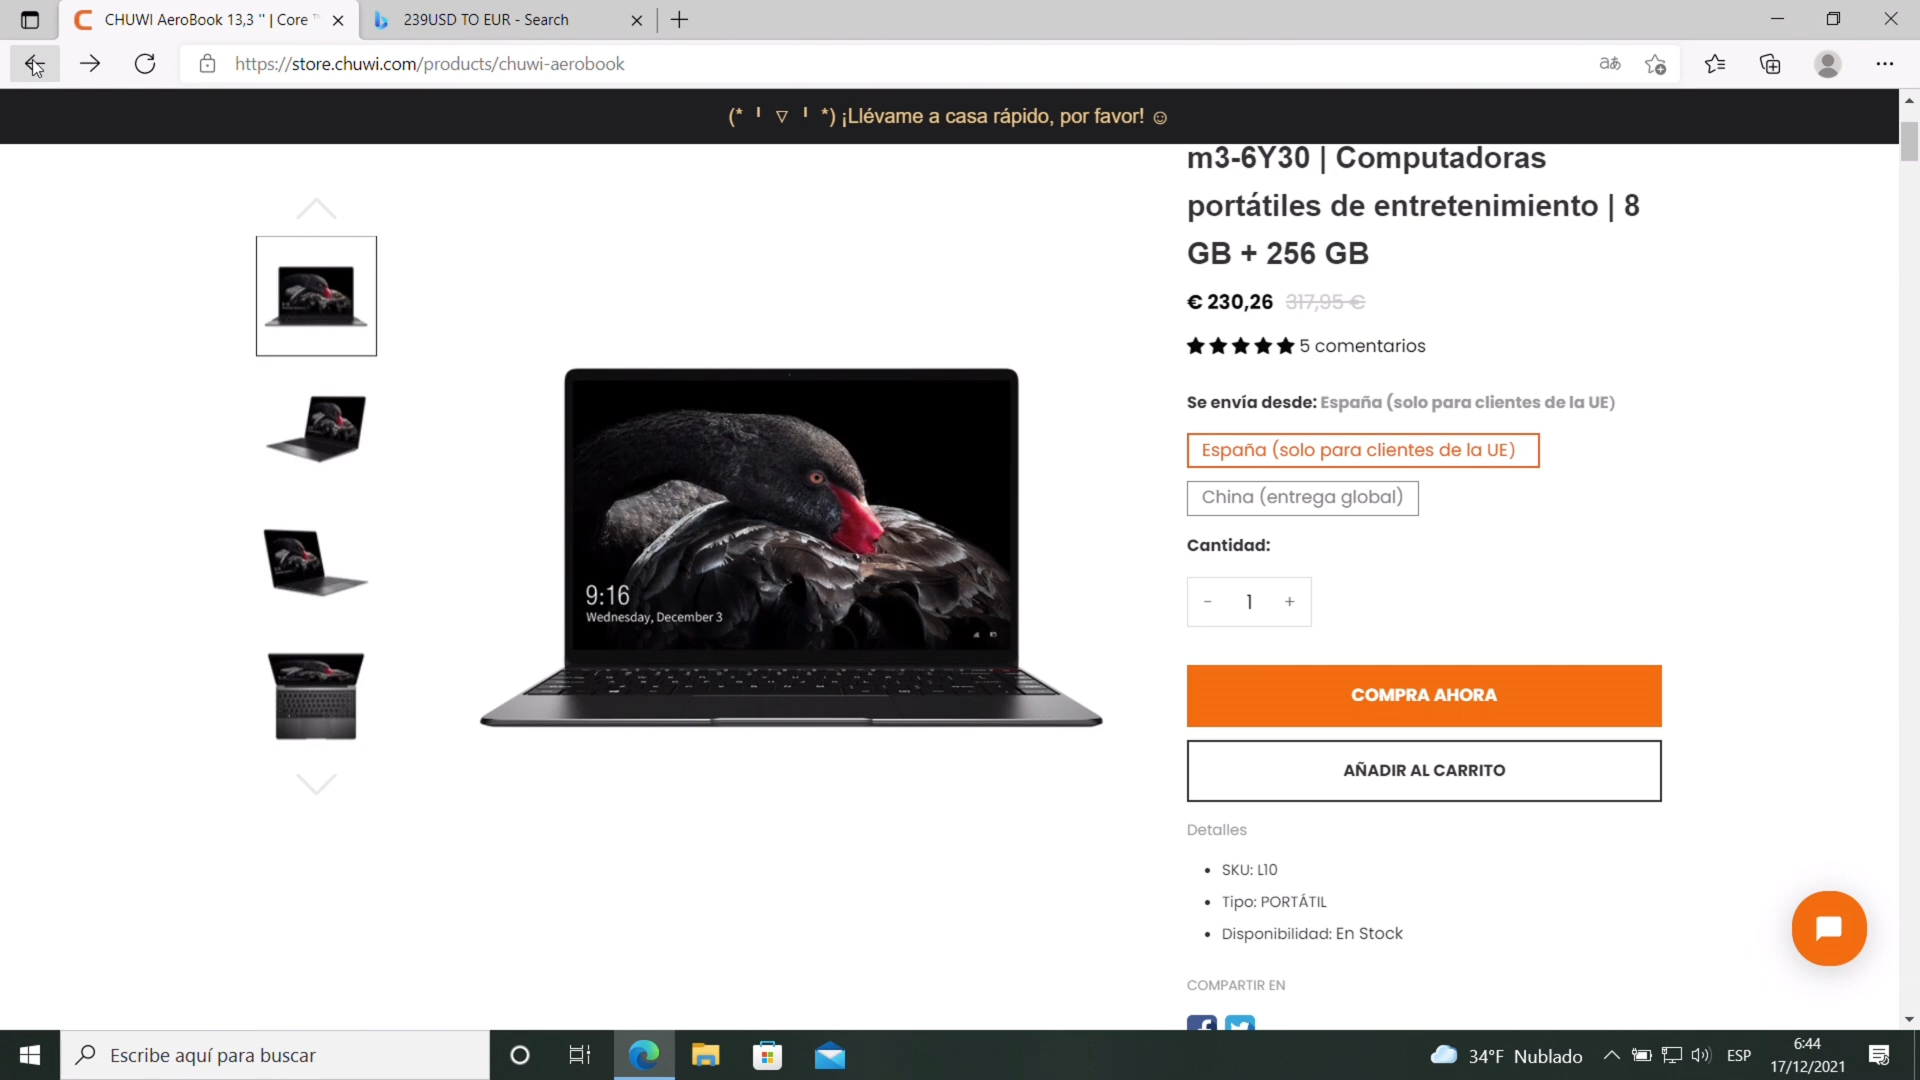 CHUWI AeroBook 13,3 " | Core ™
239USD TO EUR - Search
https://store.chuwi.com/products/chuwi-aerobook
aあ
(* ╹ ▽ ╹ *) ¡Llévame a casa rápido, por favor! ☺
m3-6Y30 | Computadoras
portátiles de entretenimiento | 8
GB + 256 GB
€ 230,26 317,95 €
5 comentarios
Se envía desde: España (solo para clientes de la UE)
España (solo para clientes de la UE)
China (entrega global)
Cantidad:
- 1 +
9:16
Wednesday, December 3
COMPRA AHORA
AÑADIR AL CARRITO
Detalles
• SKU: L10
• Tipo: PORTÁTIL
• Disponibilidad: En Stock
COMPARTIR EN
Escribe aquí para buscar
34°F Nublado
ESP
6:44
17/12/2021